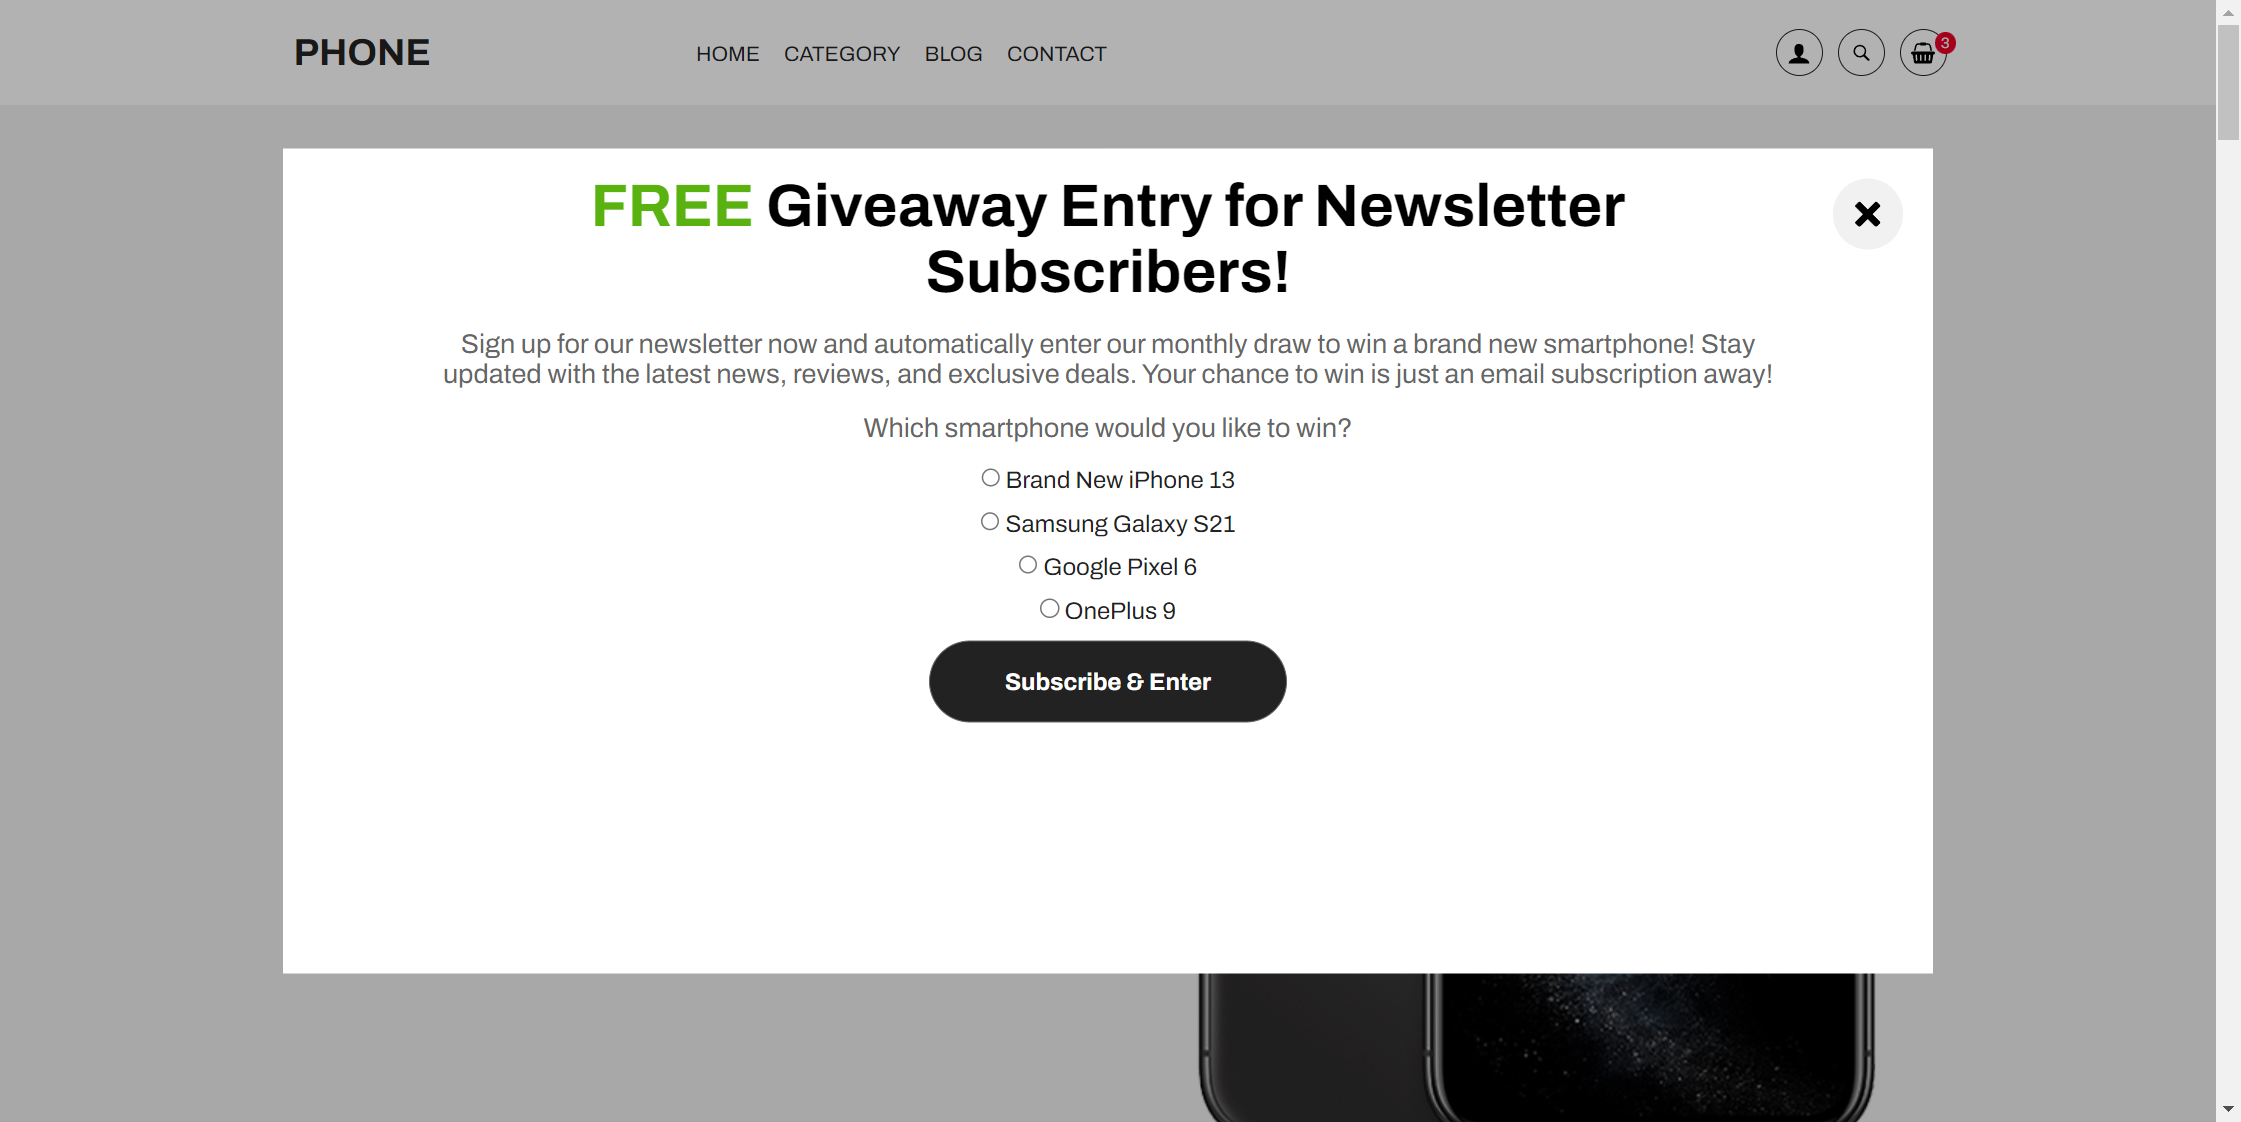 PHONE
HOME CATEGORY BLOG CONTACT
3
FREE Giveaway Entry for Newsletter
Subscribers!
Sign up for our newsletter now and automatically enter our monthly draw to win a brand new smartphone! Stay
updated with the latest news, reviews, and exclusive deals. Your chance to win is just an email subscription away!
Which smartphone would you like to win?
Brand New iPhone 13
Samsung Galaxy S21
Google Pixel 6
OnePlus 9
Subscribe & Enter